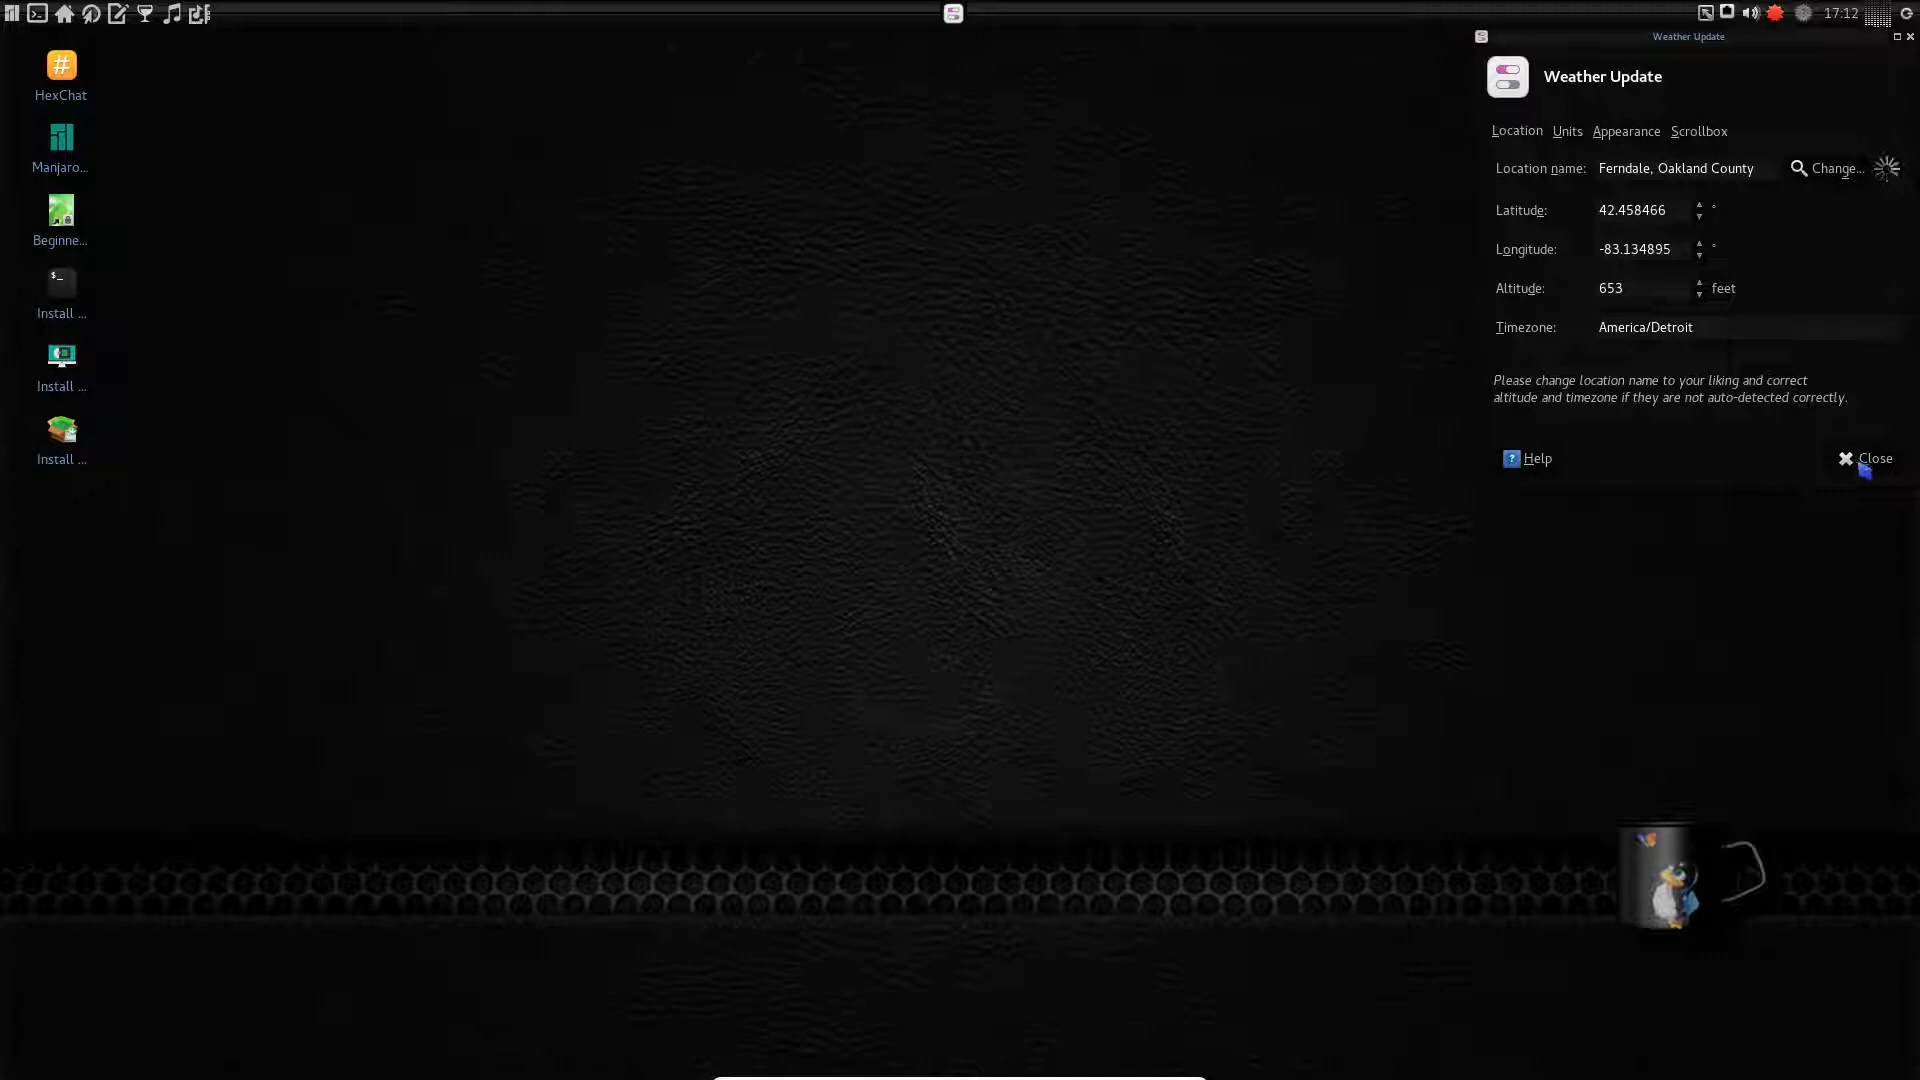 17:12
Weather Update
HexChat
Manjaro...
Beginne...
$_
Install ...
Install ...
Install ...
Weather Update
Location Units Appearance Scrollbox
Location name: Ferndale, Oakland County Change...
Latitude: 42.458466 °
Longitude: -83.134895 °
Altitude: 653 feet
Timezone: America/Detroit
Please change location name to your liking and correct
altitude and timezone if they are not auto-detected correctly.
Help Close